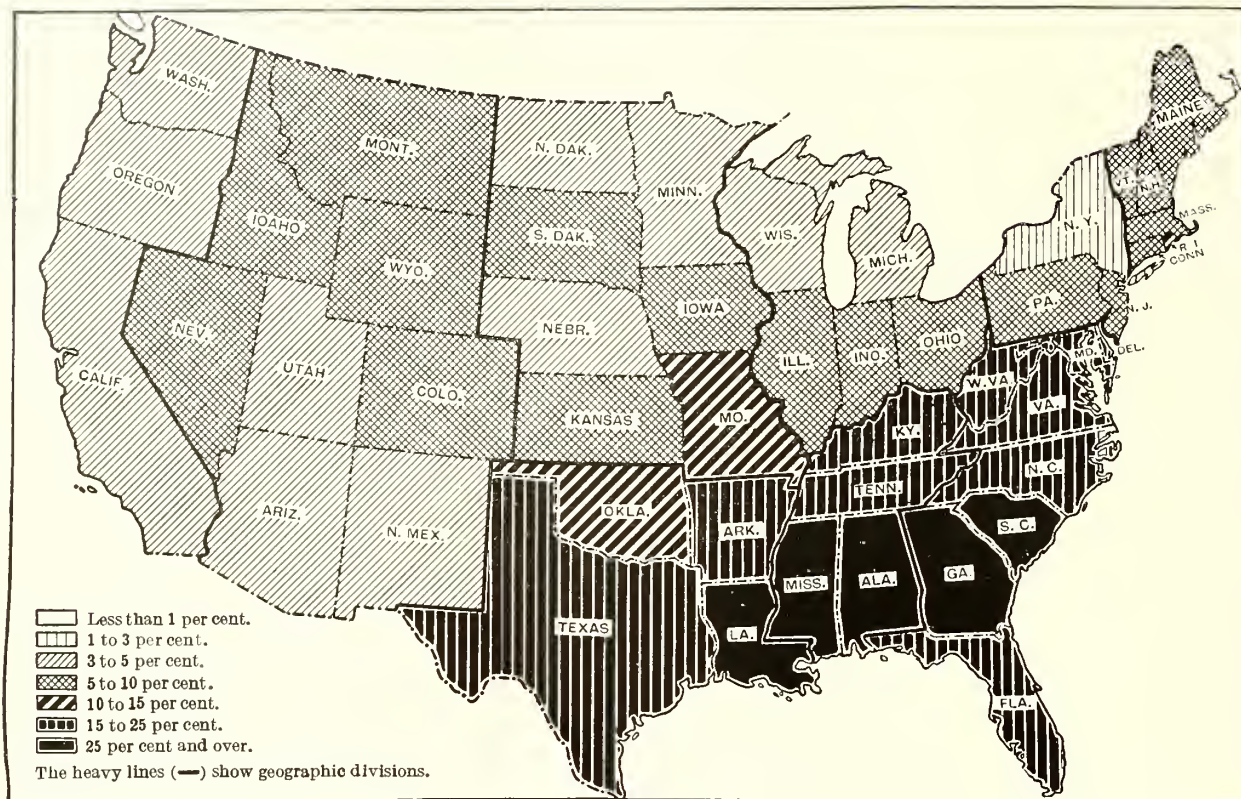 WASH.
MONT.
N. DAK.
MINN.
MAINE
OREGON
IOAHO
S. DAK.
WIS.
MICH.
VT.
N.H.
N.Y.
MASS.
R. I
CONN
WYO.
IOWA
PA.
N. J.
NEV.
NEBR.
ILL.
INO.
OHIO
MD.
DEL.
CALIF.
UTAH
COLO.
KANSAS
MO.
W.VA.
VA.
KY.
N. C.
TENN.
ARIZ.
N. MEX.
OKLA.
ARK.
S. C.
MISS.
ALA.
GA.
TEXAS
LA.
FLA.
Less than 1 per cent.
1 to 3 per cent.
3 to 5 per cent.
5 to 10 per cent.
10 to 15 per cent.
15 to 25 per cent.
25 per cent and over.
The heavy lines (—) show geographic divisions.